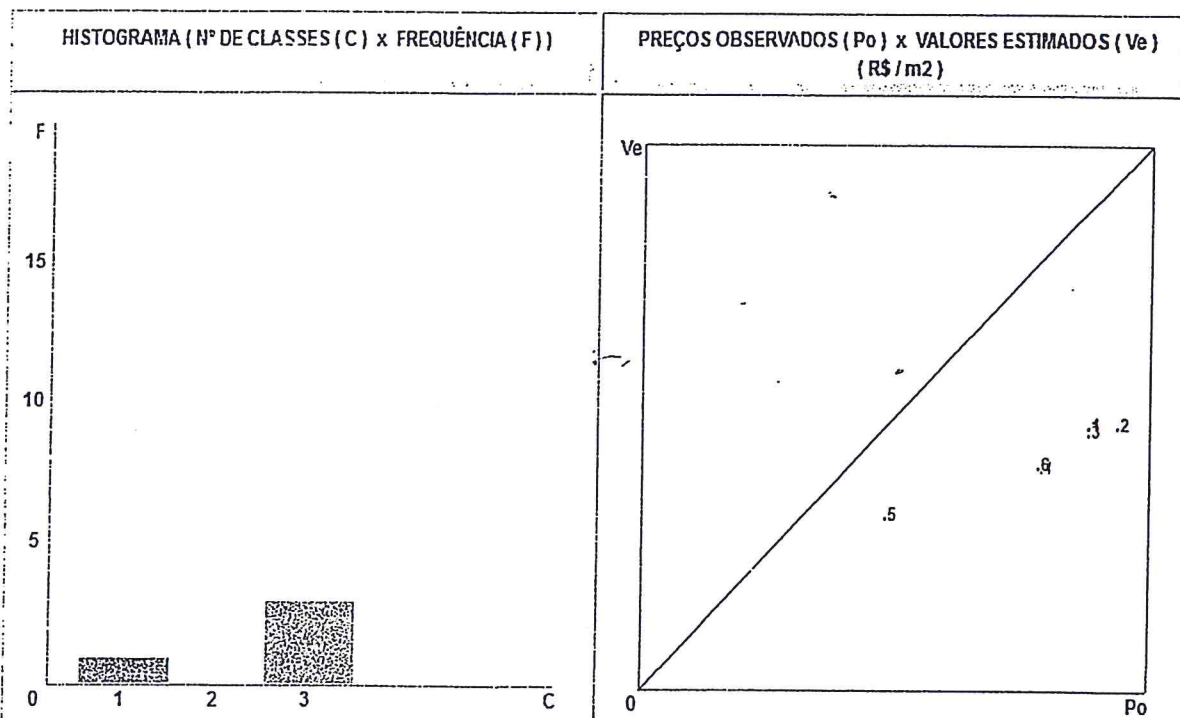 HISTOGRAMA ( Nº DE CLASSES ( C ) x FREQUÊNCIA ( F ) )
PREÇOS OBSERVADOS ( Po ) x VALORES ESTIMADOS ( Ve )
( R$ / m2 )
F
15
10
5
0
1
2
3
C
Ve
.2
:3
.5
0
Po